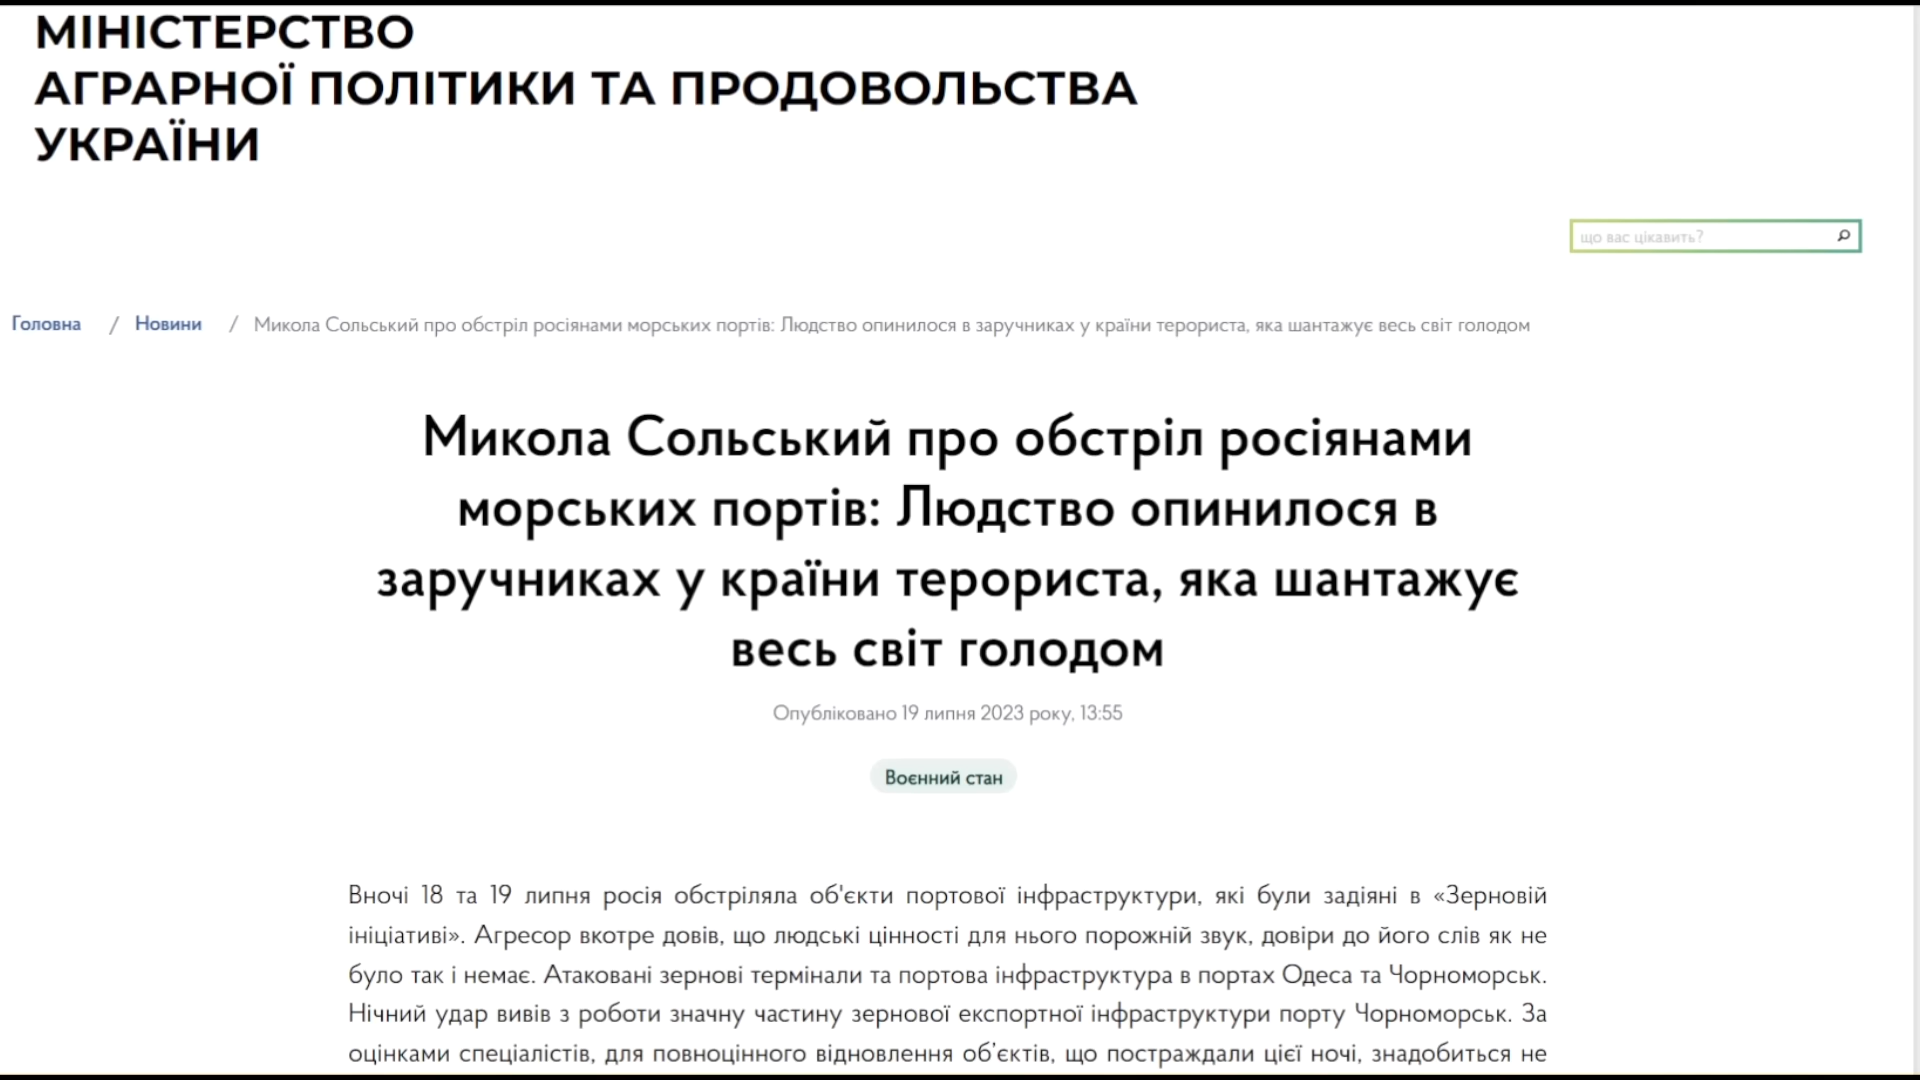 МІНІСТЕРСТВО
АГРАРНОЇ ПОЛІТИКИ ТА ПРОДОВОЛЬСТВА
УКРАЇНИ
що вас цікавить?
Головна / Новини / Микола Сольський про обстріл росіянами морських портів: Людство опинилося в заручниках у країни терориста, яка шантажує весь світ голодом
Микола Сольський про обстріл росіянами
морських портів: Людство опинилося в
заручниках у країни терориста, яка шантажує
весь світ голодом
Опубліковано 19 липня 2023 року, 13:55
Воєнний стан
Вночі 18 та 19 липня росія обстріляла об'єкти портової інфраструктури, які були задіяні в «Зерновій
ініціативі». Агресор вкотре довів, що людські цінності для нього порожній звук, довіри до його слів як не
було так і немає. Атаковані зернові термінали та портова інфраструктура в портах Одеса та Чорноморськ.
Нічний удар вивів з роботи значну частину зернової експортної інфраструктури порту Чорноморськ. За
оцінками спеціалістів, для повноцінного відновлення об’єктів, що постраждали цієї ночі, знадобиться не